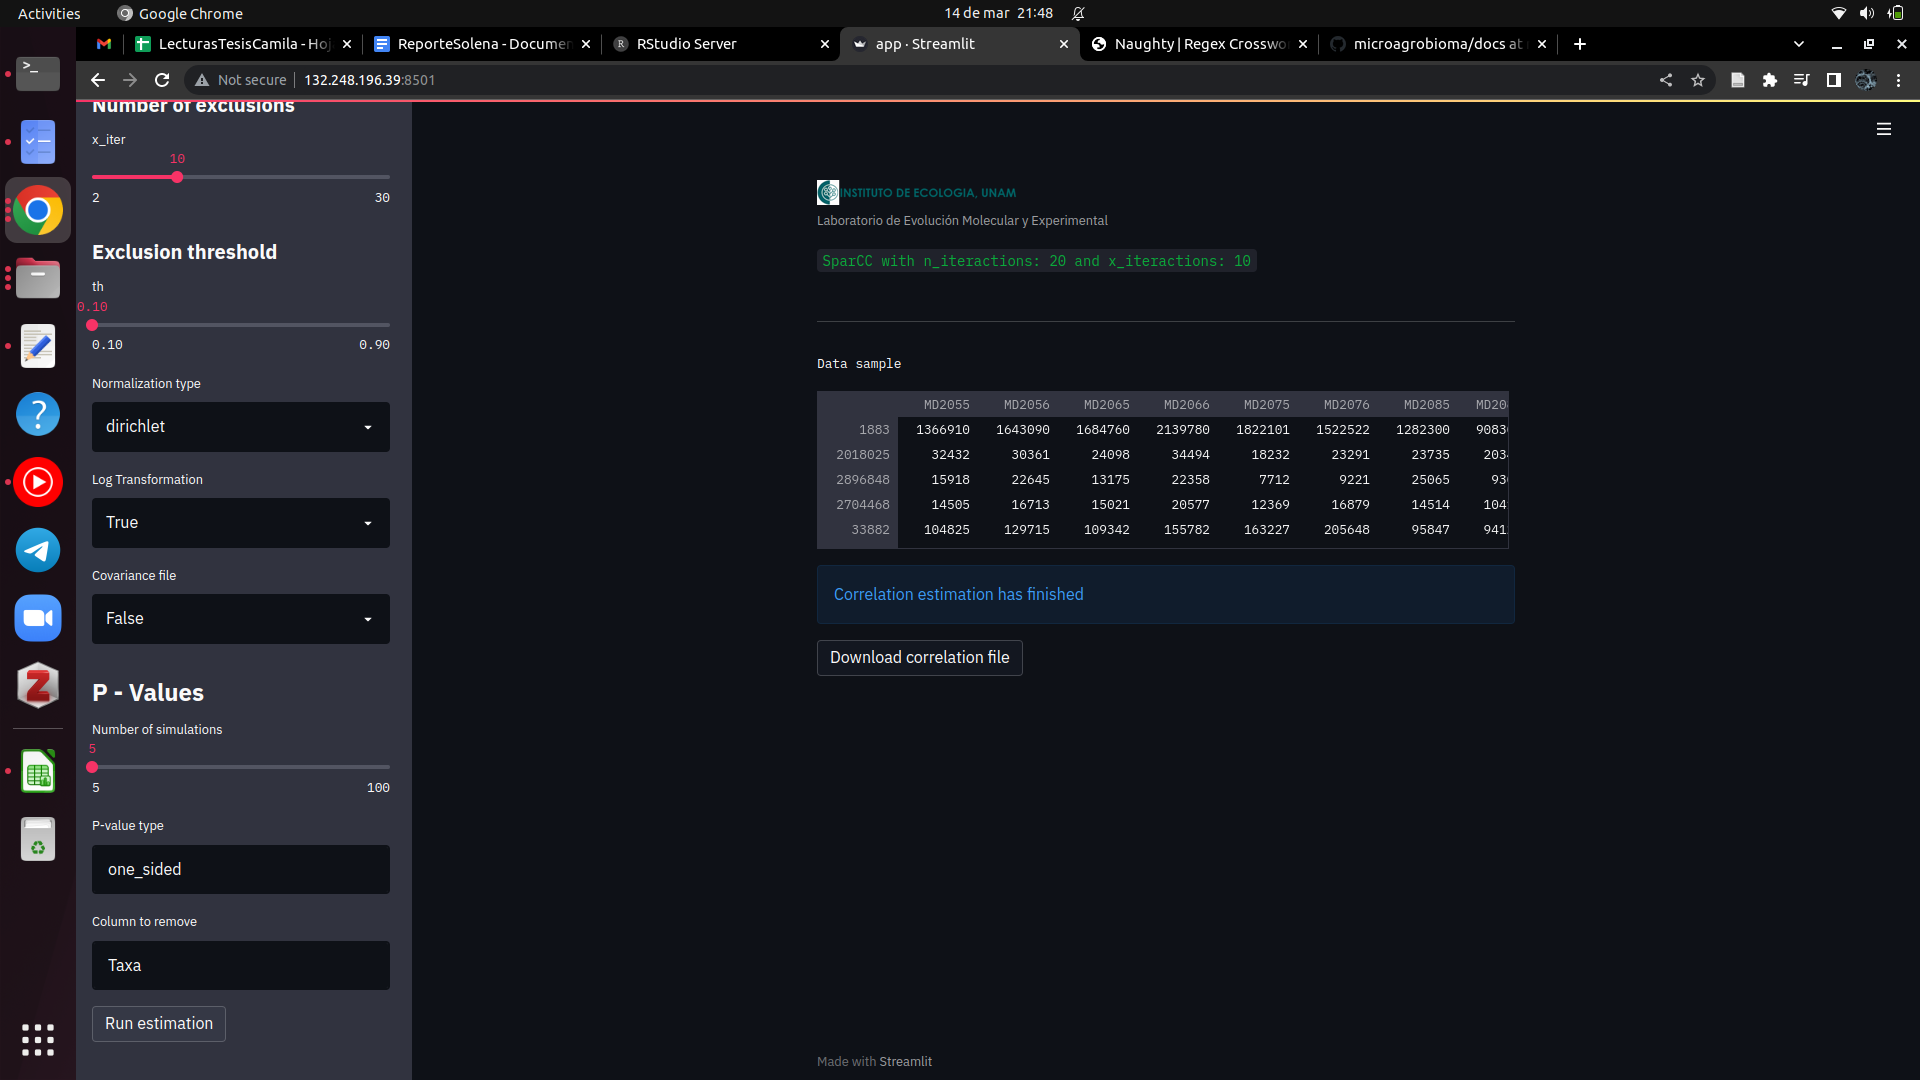 Activities
Google Chrome
14 de mar 21:48
LecturasTesisCamila - Ho
ReporteSolena - Documen
RStudio Server
app · Streamlit
Naughty | Regex Crosswo
microagrobioma/docs at
Not secure
132.248.196.39:8501
Number of exclusions
x_iter
10
2 30
Exclusion threshold
th
0.10
0.10 0.90
Normalization type
dirichlet
Log Transformation
True
Covariance file
False
P - Values
Number of simulations
5
5 100
P-value type
one_sided
Column to remove
Taxa
Run estimation
INSTITUTO DE ECOLOGIA, UNAM
Laboratorio de Evolución Molecular y Experimental
SparCC with n_iteractions: 20 and x_iteractions: 10
Data sample
MD2055 MD2056 MD2065 MD2066 MD2075 MD2076 MD2085 MD20
1883 1366910 1643090 1684760 2139780 1822101 1522522 1282300 9083
2018025 32432 30361 24098 34494 18232 23291 23735 203
2896848 15918 22645 13175 22358 7712 9221 25065 93
2704468 14505 16713 15021 20577 12369 16879 14514 104
33882 104825 129715 109342 155782 163227 205648 95847 941
Correlation estimation has finished
Download correlation file
Made with Streamlit